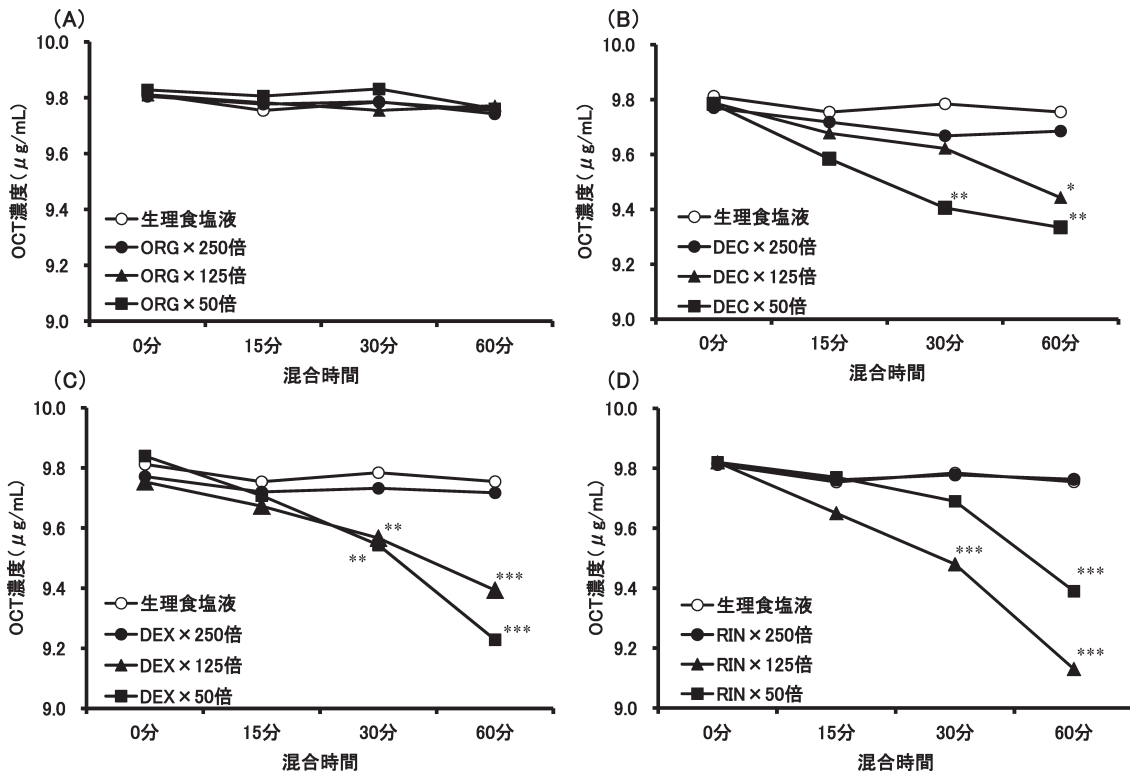 (A)
10.0
9.8
9.6
9.4
9.2
9.0
OCT濃度(μg/mL)
生理食塩液
ORG×250倍
ORG×125倍
ORG×50倍
0分 15分 30分 60分
混合時間
(B)
10.0
9.8
9.6
9.4
9.2
9.0
OCT濃度(μg/mL)
**
*
**
生理食塩液
DEC×250倍
DEC×125倍
DEC×50倍
0分 15分 30分 60分
混合時間
(C)
10.0
9.8
9.6
9.4
9.2
9.0
OCT濃度(μg/mL)
**
**
***
***
生理食塩液
DEX×250倍
DEX×125倍
DEX×50倍
0分 15分 30分 60分
混合時間
(D)
10.0
9.8
9.6
9.4
9.2
9.0
OCT濃度(μg/mL)
***
***
***
生理食塩液
RIN×250倍
RIN×125倍
RIN×50倍
0分 15分 30分 60分
混合時間